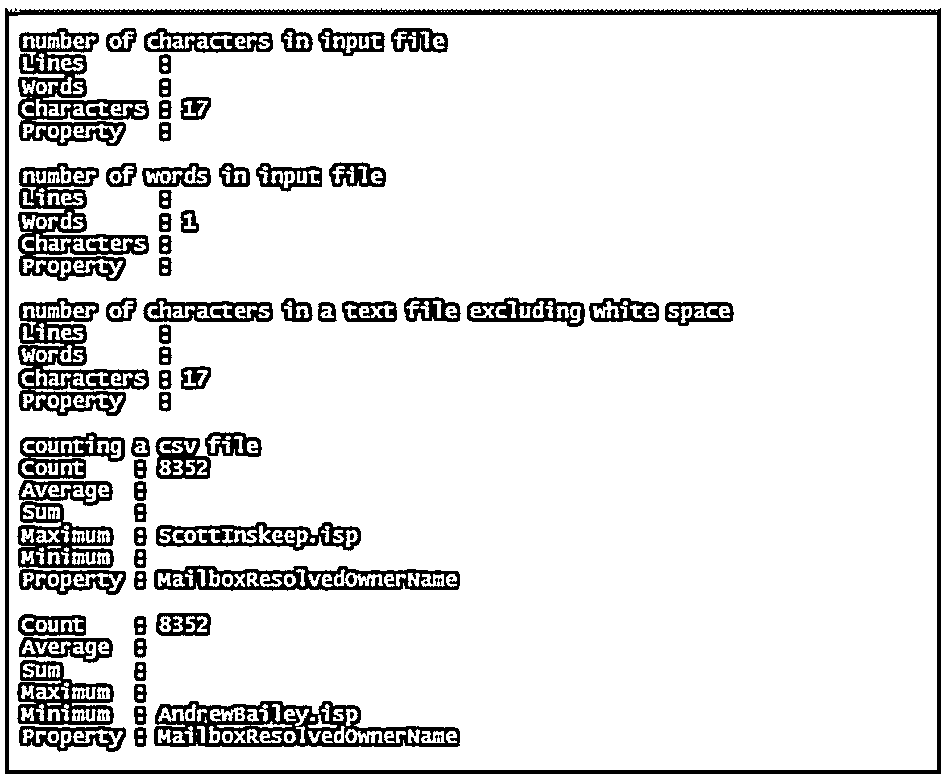 number of characters in input file
Lines      :
Words      :
Characters : 17
Property   :
number of words in input file
Lines      :
Words      : 1
Characters :
Property   :
number of characters in a text file excluding white space
Lines      :
Words      :
Characters : 17
Property   :
counting a csv file
Count    : 8352
Average  :
Sum      :
Maximum  : ScottInskeep.isp
Minimum  :
Property : MailboxResolvedOwnerName
Count    : 8352
Average  :
Sum      :
Maximum  :
Minimum  : AndrewBailey.isp
Property : MailboxResolvedOwnerName